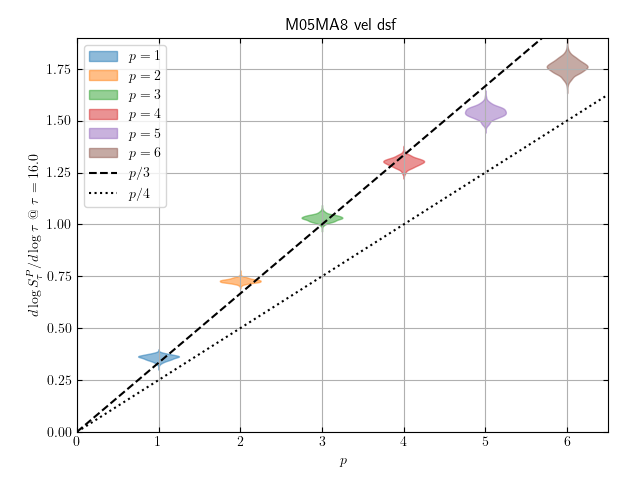 M05MA8 vel dsf
p = 1
p = 2
p = 3
p = 4
p = 5
p = 6
p/3
p/4
d log S_τ^P / d log τ @ τ = 16.0
1.75
1.50
1.25
1.00
0.75
0.50
0.25
0.00
0 1 2 3 4 5 6
p